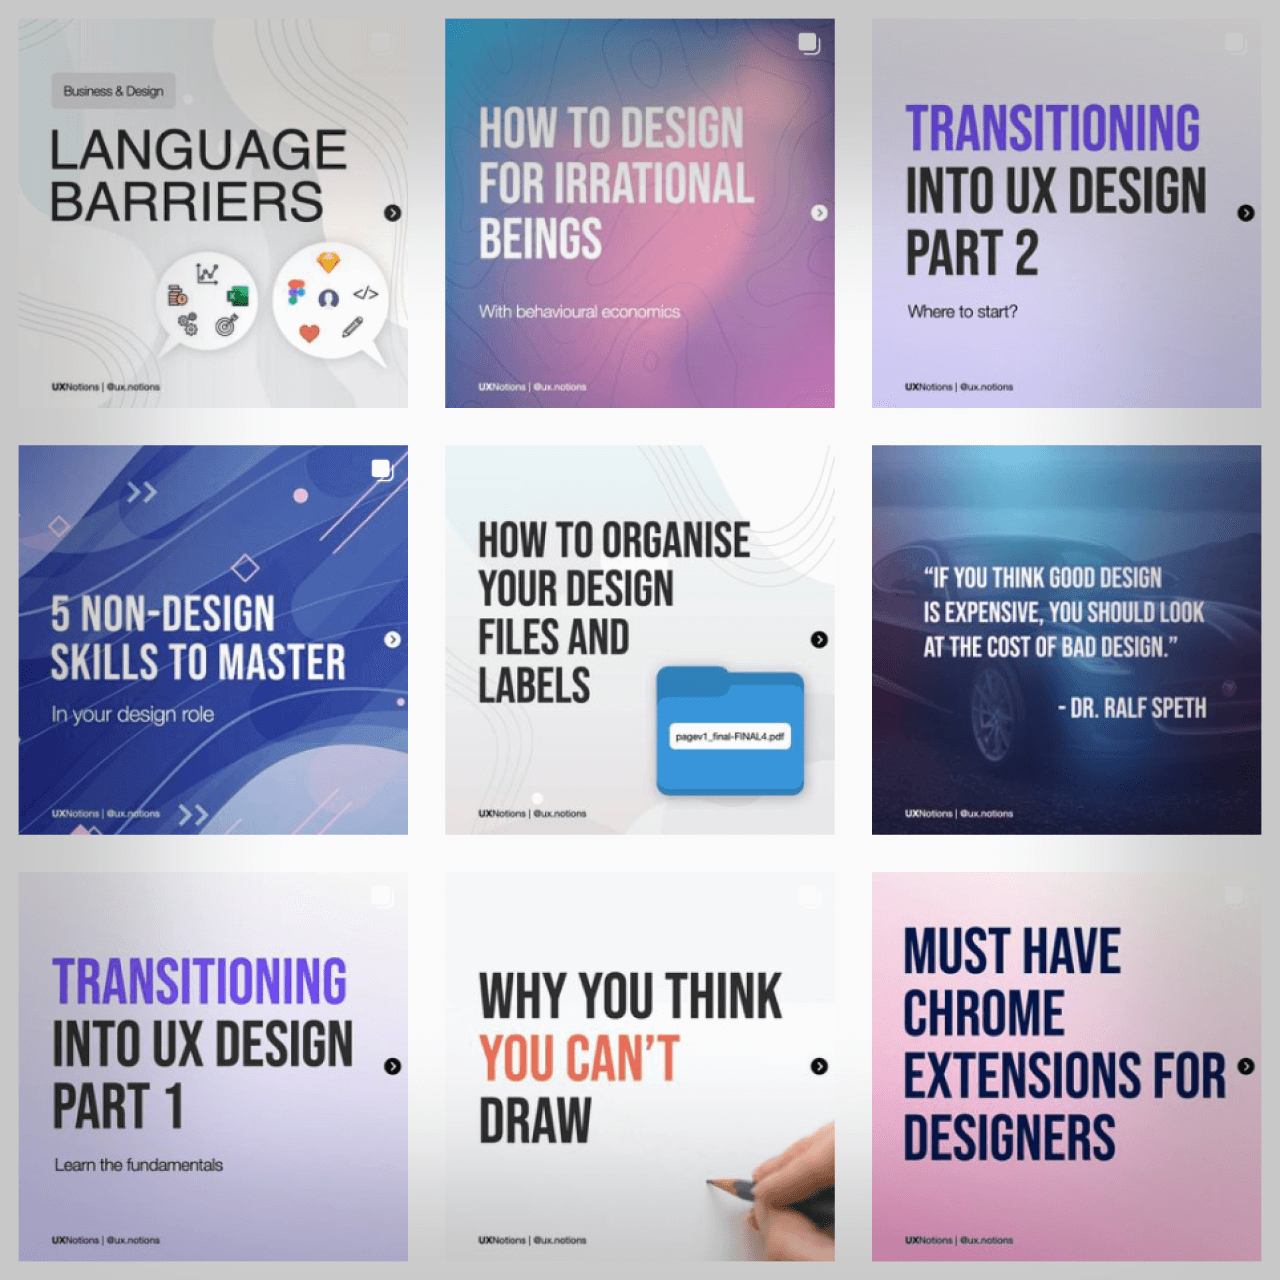 Business & Design
LANGUAGE
BARRIERS
</>
UXNotions | @ux.notions
HOW TO DESIGN
FOR IRRATIONAL
BEINGS
With behavioural economics
UXNotions | @ux.notions
TRANSITIONING
INTO UX DESIGN
PART 2
Where to start?
UXNotions | @ux.notions
5 NON-DESIGN
SKILLS TO MASTER
In your design role
UXNotions | @ux.notions
HOW TO ORGANISE
YOUR DESIGN
FILES AND
LABELS
pagev1_final-FINAL4.pdf
UXNotions | @ux.notions
“IF YOU THINK GOOD DESIGN
IS EXPENSIVE, YOU SHOULD LOOK
AT THE COST OF BAD DESIGN.”
- DR. RALF SPETH
UXNotions | @ux.notions
TRANSITIONING
INTO UX DESIGN
PART 1
Learn the fundamentals
UXNotions | @ux.notions
WHY YOU THINK
YOU CAN’T
DRAW
UXNotions | @ux.notions
MUST HAVE
CHROME
EXTENSIONS FOR
DESIGNERS
UXNotions | @ux.notions